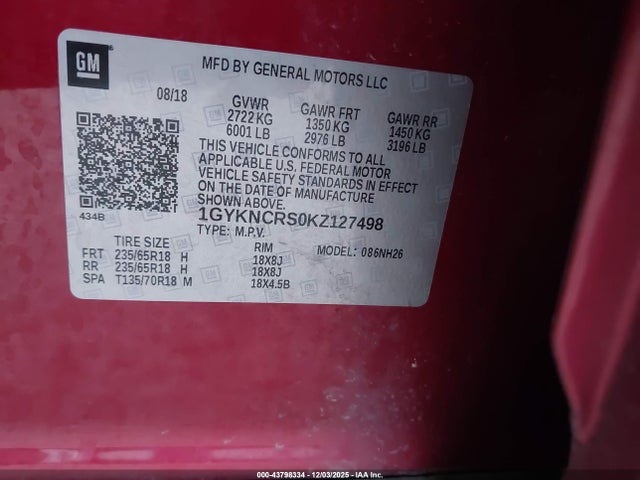 GM
MFD BY GENERAL MOTORS LLC
08/18 GVWR GAWR FRT GAWR RR
2722 KG 1350 KG 1450 KG
6001 LB 2976 LB 3196 LB
THIS VEHICLE CONFORMS TO ALL
APPLICABLE U.S. FEDERAL MOTOR
VEHICLE SAFETY STANDARDS IN EFFECT
ON THE DATE OF MANUFACTURE
SHOWN ABOVE.
434B
1GYKNCRS0KZ127498
TYPE: M.P.V. MODEL: 086NH26
TIRE SIZE RIM
FRT 235/65R18 H 18X8J
RR 235/65R18 H 18X8J
SPA T135/70R18 M 18X4.5B
000-43798334 - 12/03/2025 - IAA Inc.